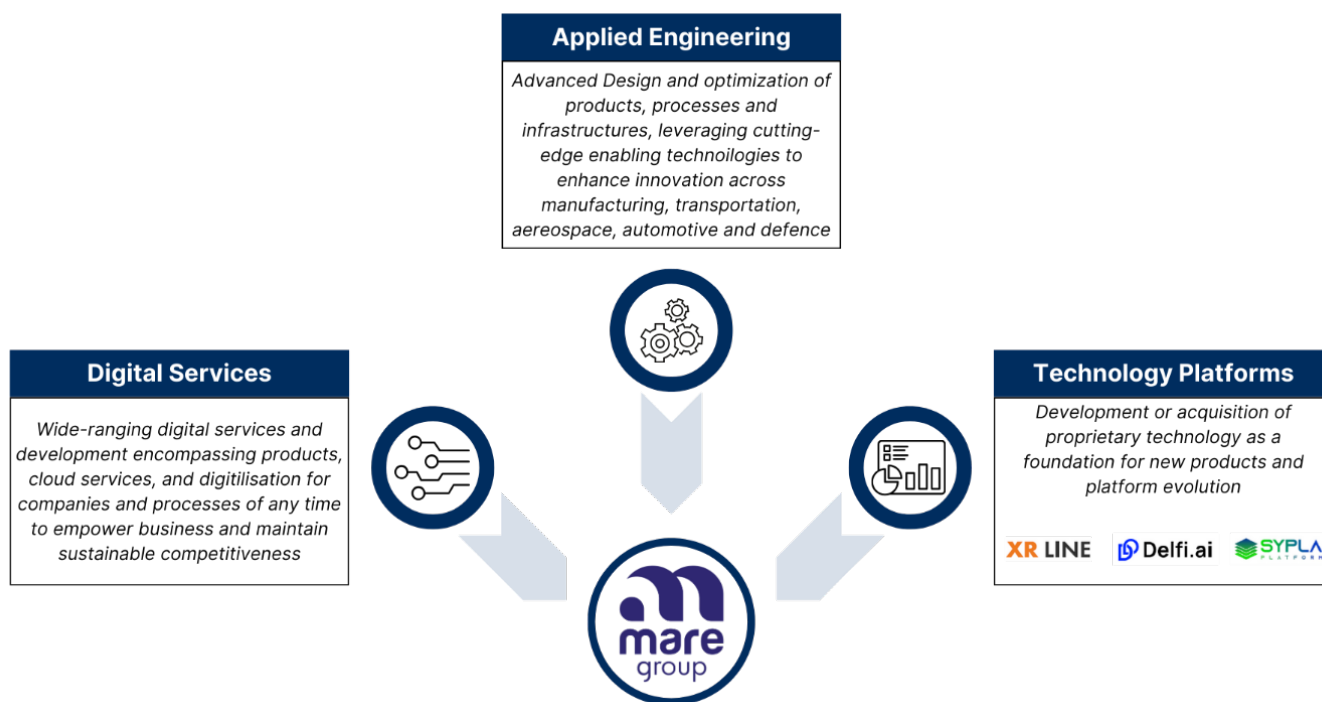 Applied Engineering
Advanced Design and optimization of
products, processes and
infrastructures, leveraging cutting-
edge enabling technoilogies to
enhance innovation across
manufacturing, transportation,
aereospace, automotive and defence
Digital Services
Wide-ranging digital services and
development encompassing products,
cloud services, and digitilisation for
companies and processes of any time
to empower business and maintain
sustainable competitiveness
Technology Platforms
Development or acquisition of
proprietary technology as a
foundation for new products and
platform evolution
XR LINE
Delfi.ai
SYPLA
PLATFORM
mare
group